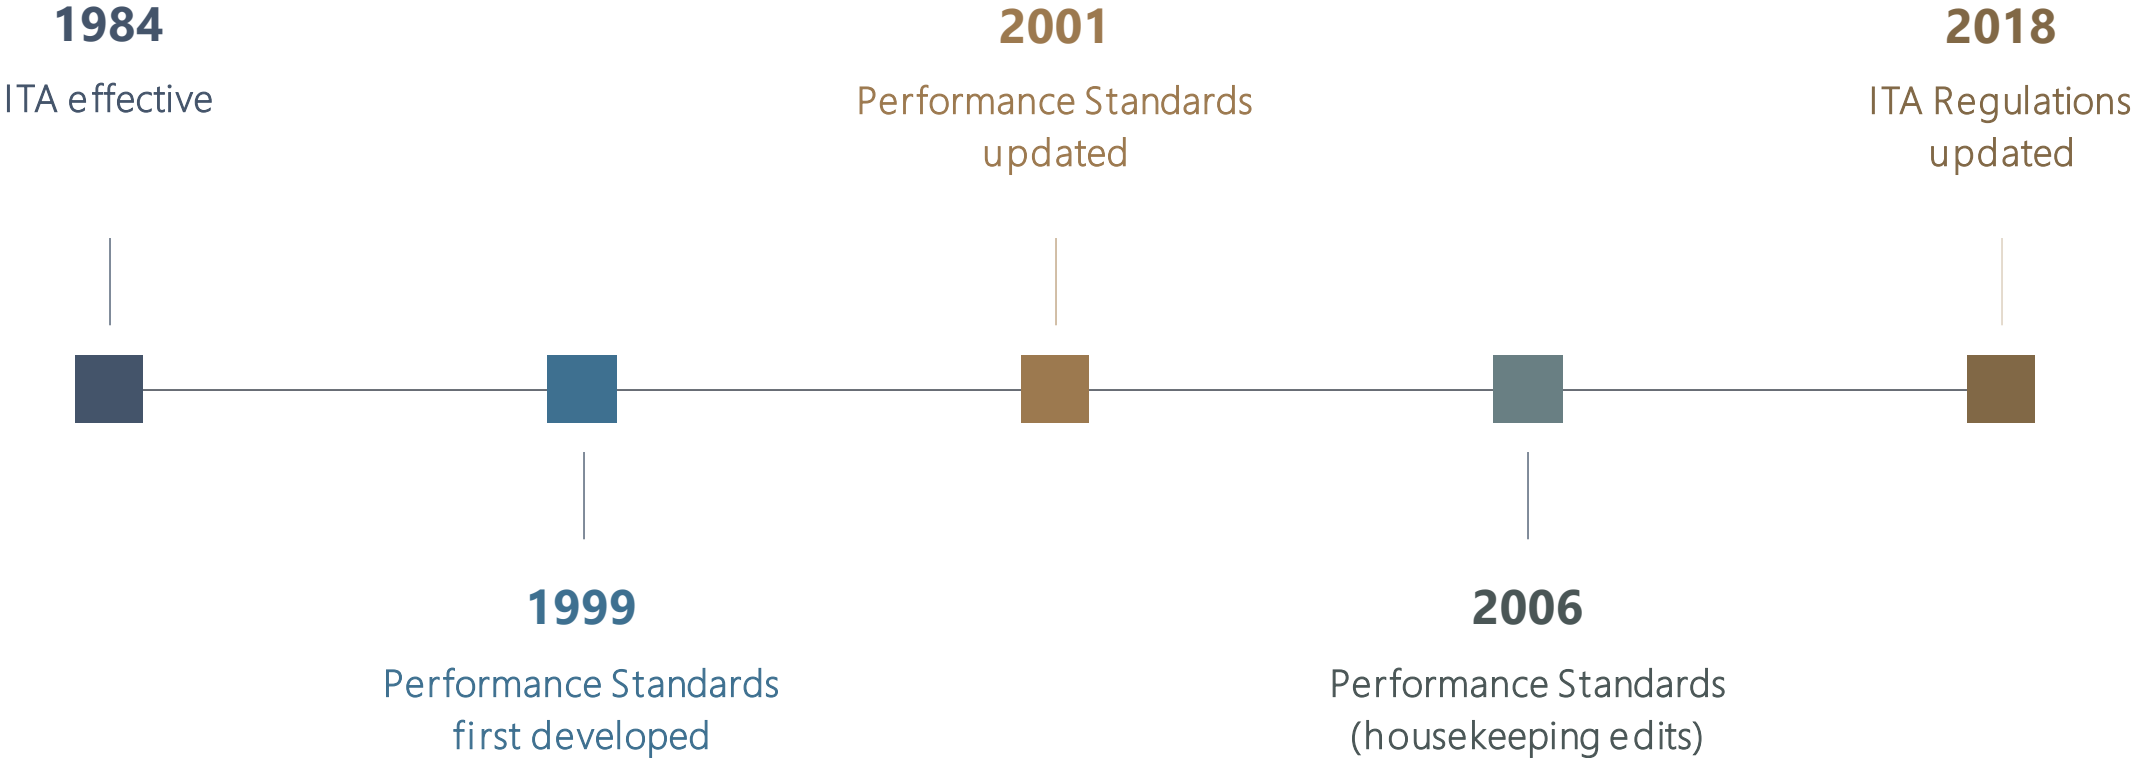 1984
ITA effective
1999
Performance Standards
first developed
2001
Performance Standards
updated
2006
Performance Standards
(housekeeping edits)
2018
ITA Regulations
updated